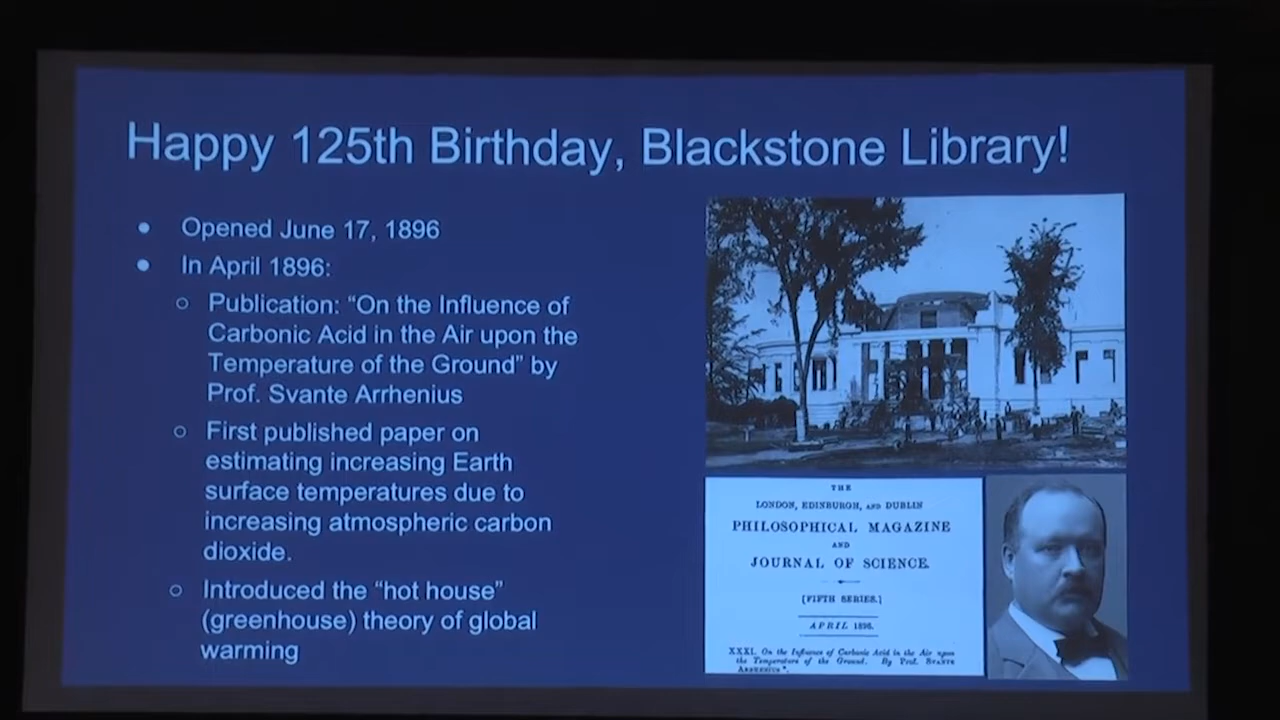 Happy 125th Birthday, Blackstone Library!
• Opened June 17, 1896
• In April 1896:
○ Publication: “On the Influence of
Carbonic Acid in the Air upon the
Temperature of the Ground” by
Prof. Svante Arrhenius
○ First published paper on
estimating increasing Earth
surface temperatures due to
increasing atmospheric carbon
dioxide.
○ Introduced the “hot house”
(greenhouse) theory of global
warming
THE
LONDON, EDINBURGH, AND DUBLIN
PHILOSOPHICAL MAGAZINE
AND
JOURNAL OF SCIENCE.
[FIFTH SERIES.]
APRIL 1896.
XXXI. On the Influence of Carbonic Acid in the Air upon
the Temperature of the Ground. By Prof. SVANTE
ARRHENIUS *.